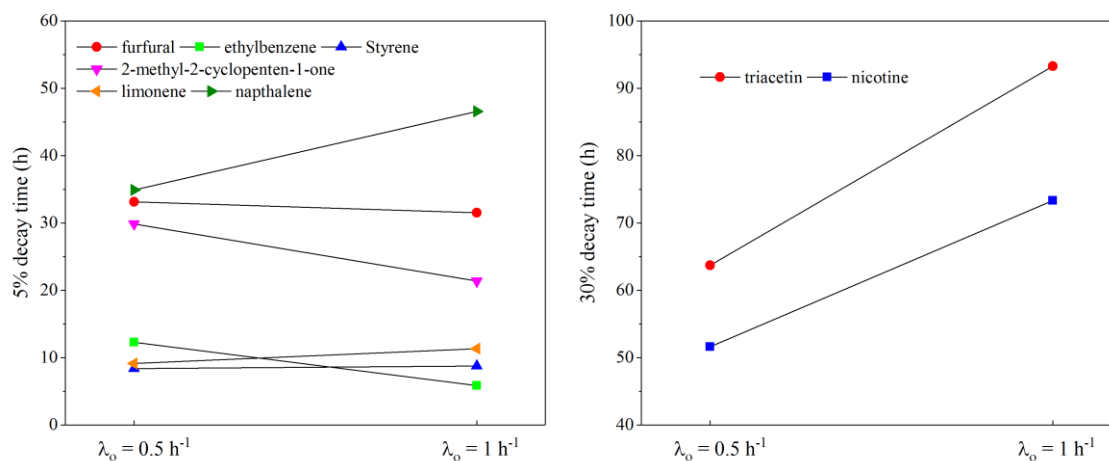 60
50
40
30
20
10
0
5% decay time (h)
furfural ethylbenzene Styrene
2-methyl-2-cyclopenten-1-one
limonene napthalene
λo = 0.5 h-1 λo = 1 h-1
100
90
80
70
60
50
40
30% decay time (h)
triacetin nicotine
λo = 0.5 h-1 λo = 1 h-1